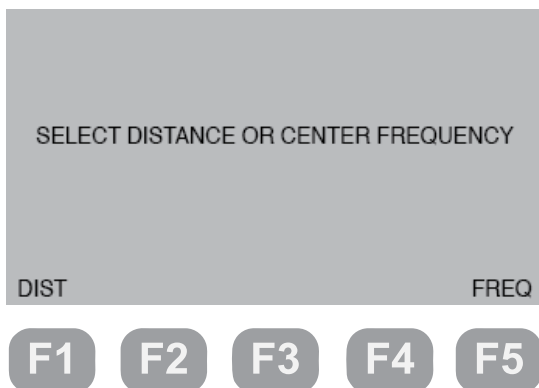 SELECT DISTANCE OR CENTER FREQUENCY
DIST FREQ
F1 F2 F3 F4 F5